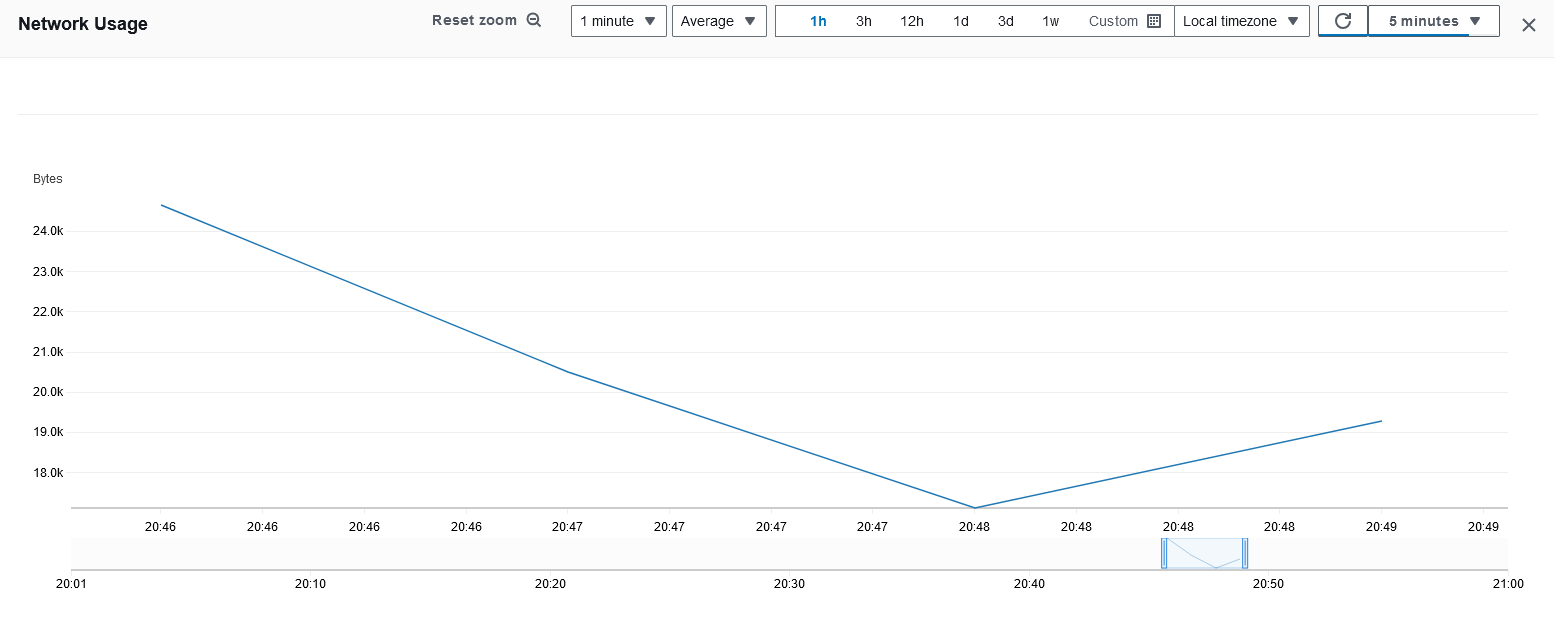 Network Usage
Reset zoom
1 minute
Average
1h 3h 12h 1d 3d 1w Custom
Local timezone
5 minutes
Bytes
24.0k
23.0k
22.0k
21.0k
20.0k
19.0k
18.0k
20:46 20:46 20:46 20:46 20:47 20:47 20:47 20:47 20:48 20:48 20:48 20:48 20:49 20:49
20:01 20:10 20:20 20:30 20:40 20:50 21:00